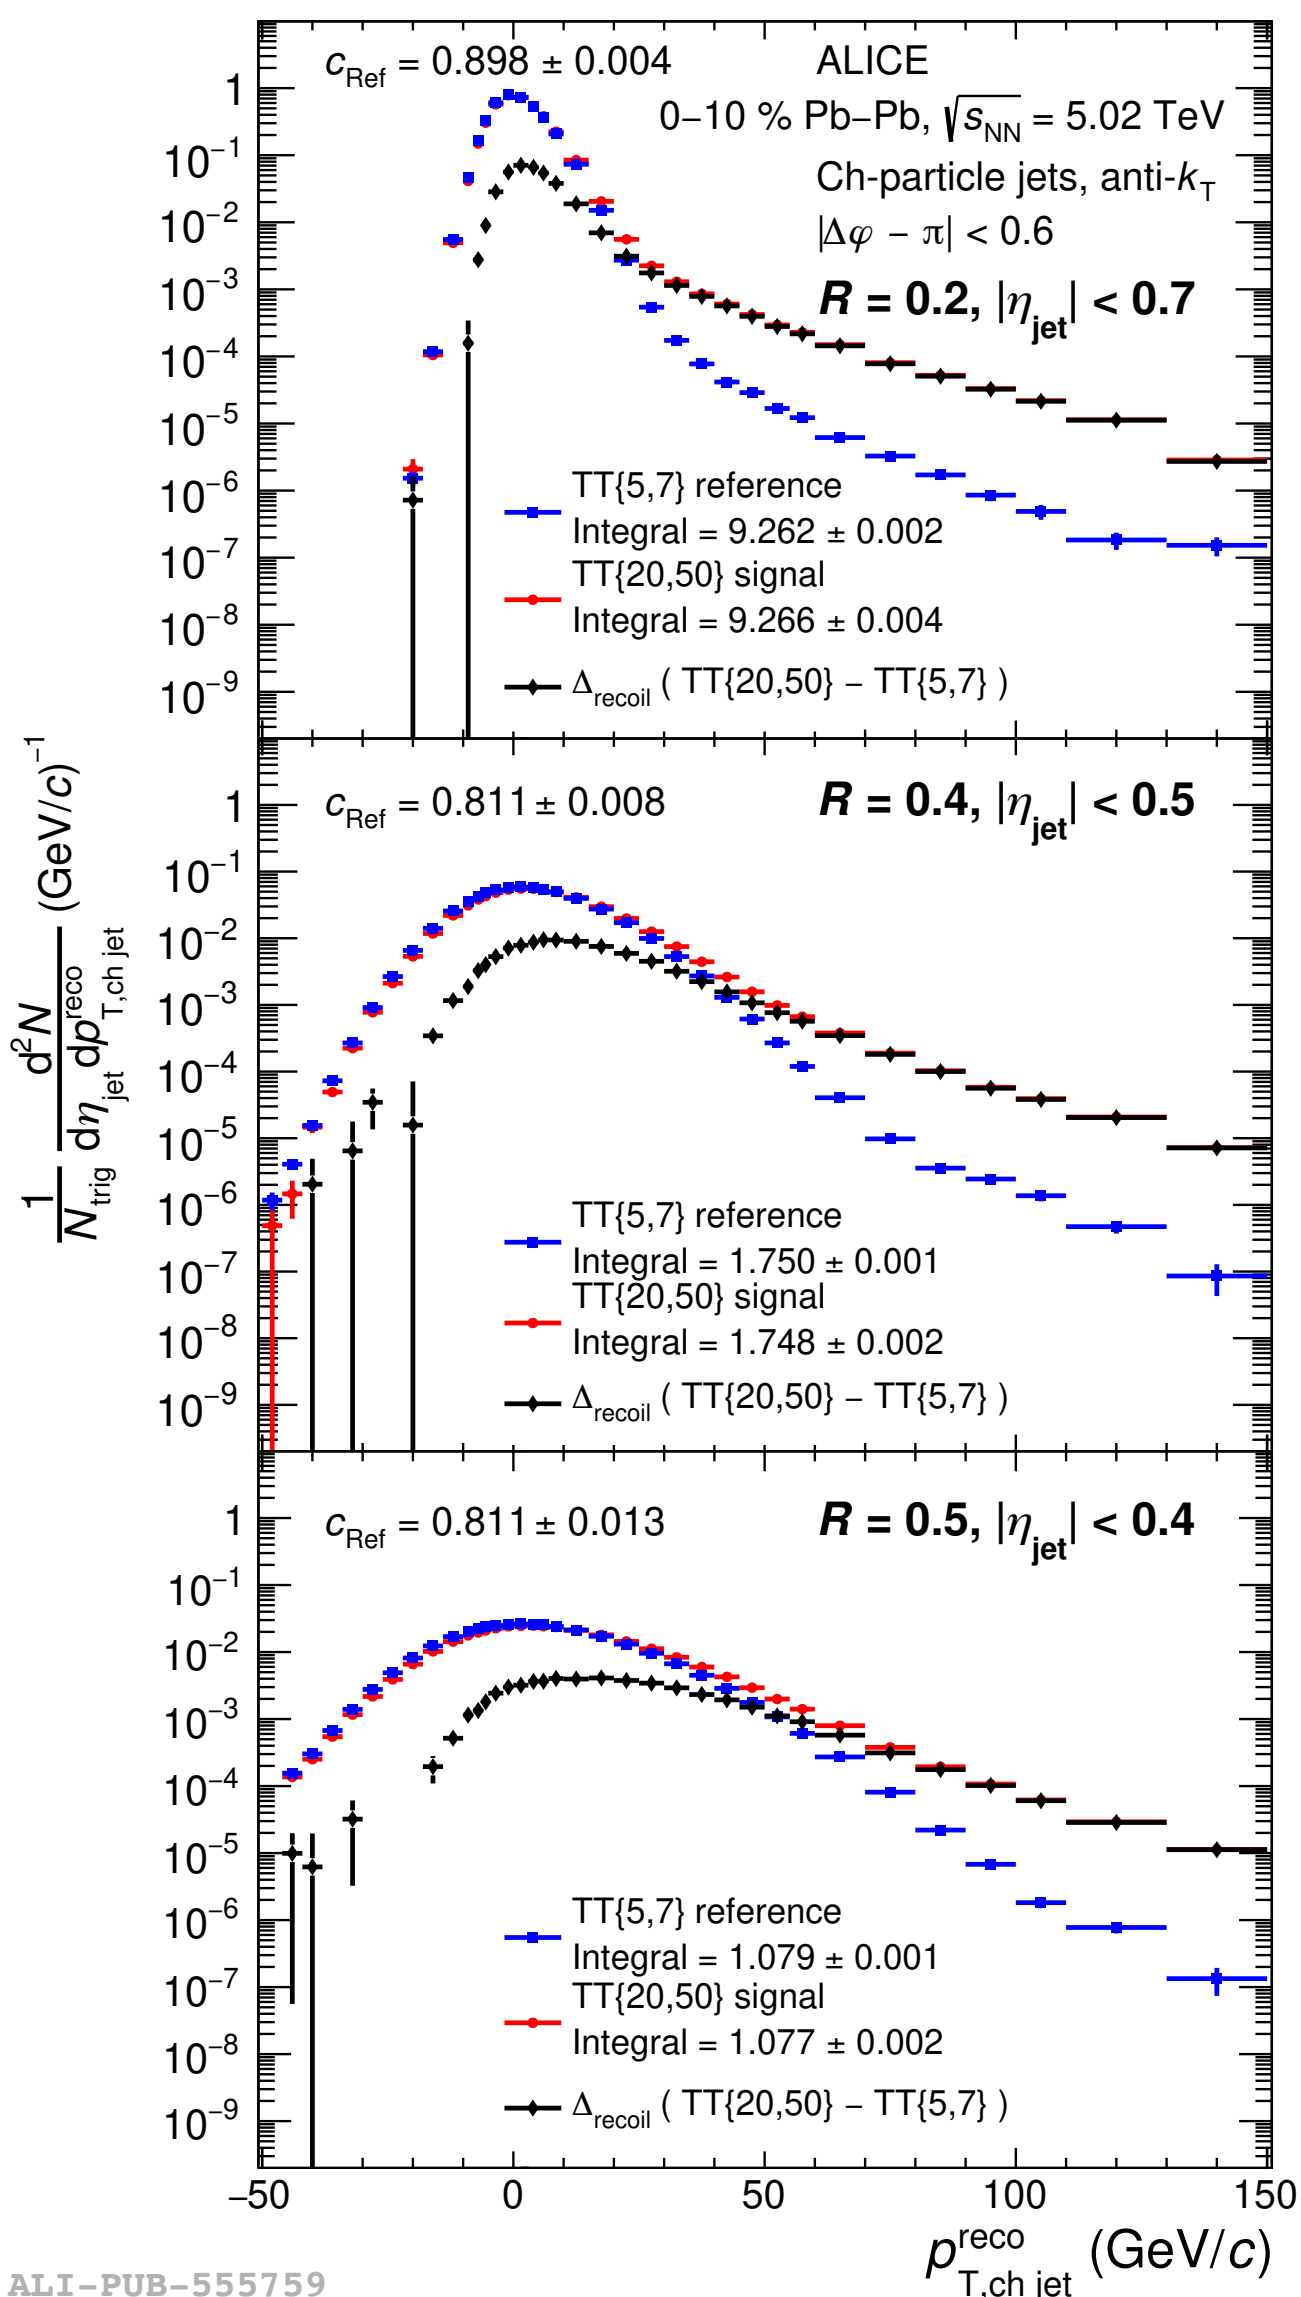 c_Ref = 0.898 ± 0.004
ALICE
0−10 % Pb−Pb, √s_NN = 5.02 TeV
Ch-particle jets, anti-k_T
|Δφ − π| < 0.6
R = 0.2, |η_jet| < 0.7
1
10^−1
10^−2
10^−3
10^−4
10^−5
10^−6
10^−7
10^−8
10^−9
TT{5,7} reference
Integral = 9.262 ± 0.002
TT{20,50} signal
Integral = 9.266 ± 0.004
Δ_recoil ( TT{20,50} − TT{5,7} )
1/N_trig d^2N/dη_jet dp_T,ch jet^reco (GeV/c)^−1
c_Ref = 0.811 ± 0.008
R = 0.4, |η_jet| < 0.5
1
10^−1
10^−2
10^−3
10^−4
10^−5
10^−6
10^−7
10^−8
10^−9
TT{5,7} reference
Integral = 1.750 ± 0.001
TT{20,50} signal
Integral = 1.748 ± 0.002
Δ_recoil ( TT{20,50} − TT{5,7} )
c_Ref = 0.811 ± 0.013
R = 0.5, |η_jet| < 0.4
1
10^−1
10^−2
10^−3
10^−4
10^−5
10^−6
10^−7
10^−8
10^−9
TT{5,7} reference
Integral = 1.079 ± 0.001
TT{20,50} signal
Integral = 1.077 ± 0.002
Δ_recoil ( TT{20,50} − TT{5,7} )
−50 0 50 100 150
p_T,ch jet^reco (GeV/c)
ALI-PUB-555759